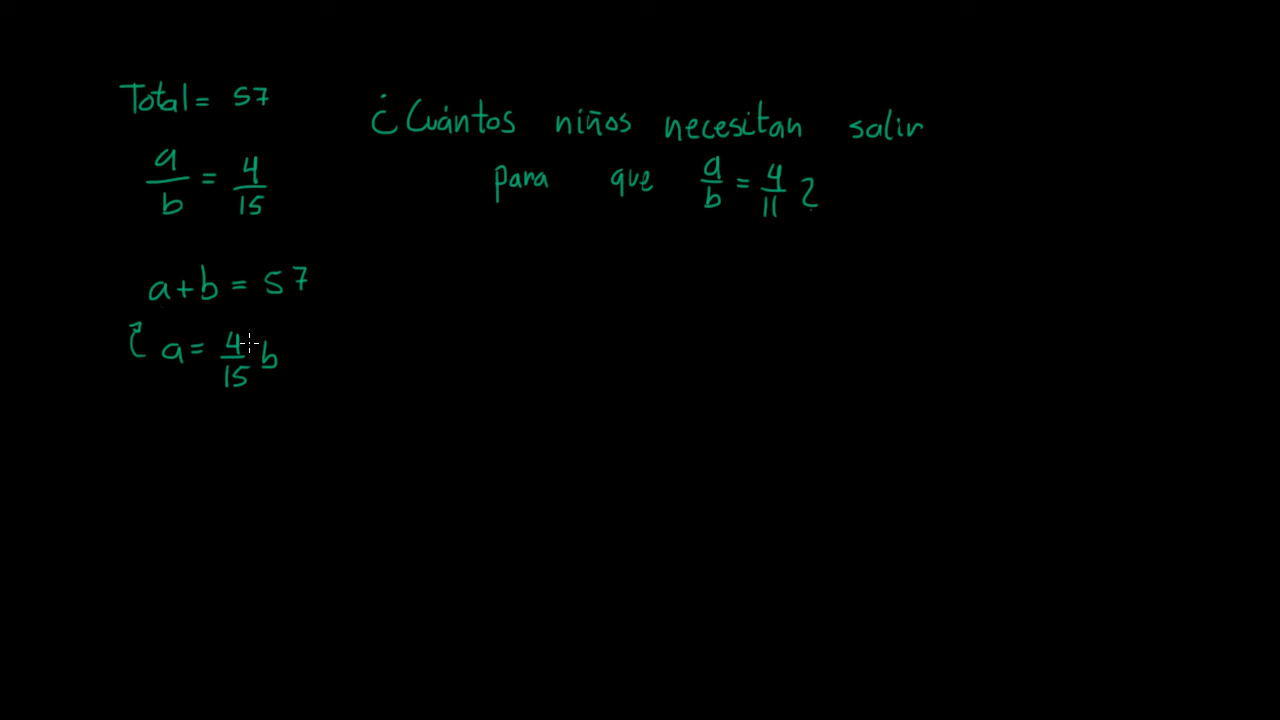 Total = 57
¿Cuántos niños necesitan salir
para que a/b = 4/11 ?
a/b = 4/15
a+b = 57
a = 4/15 b